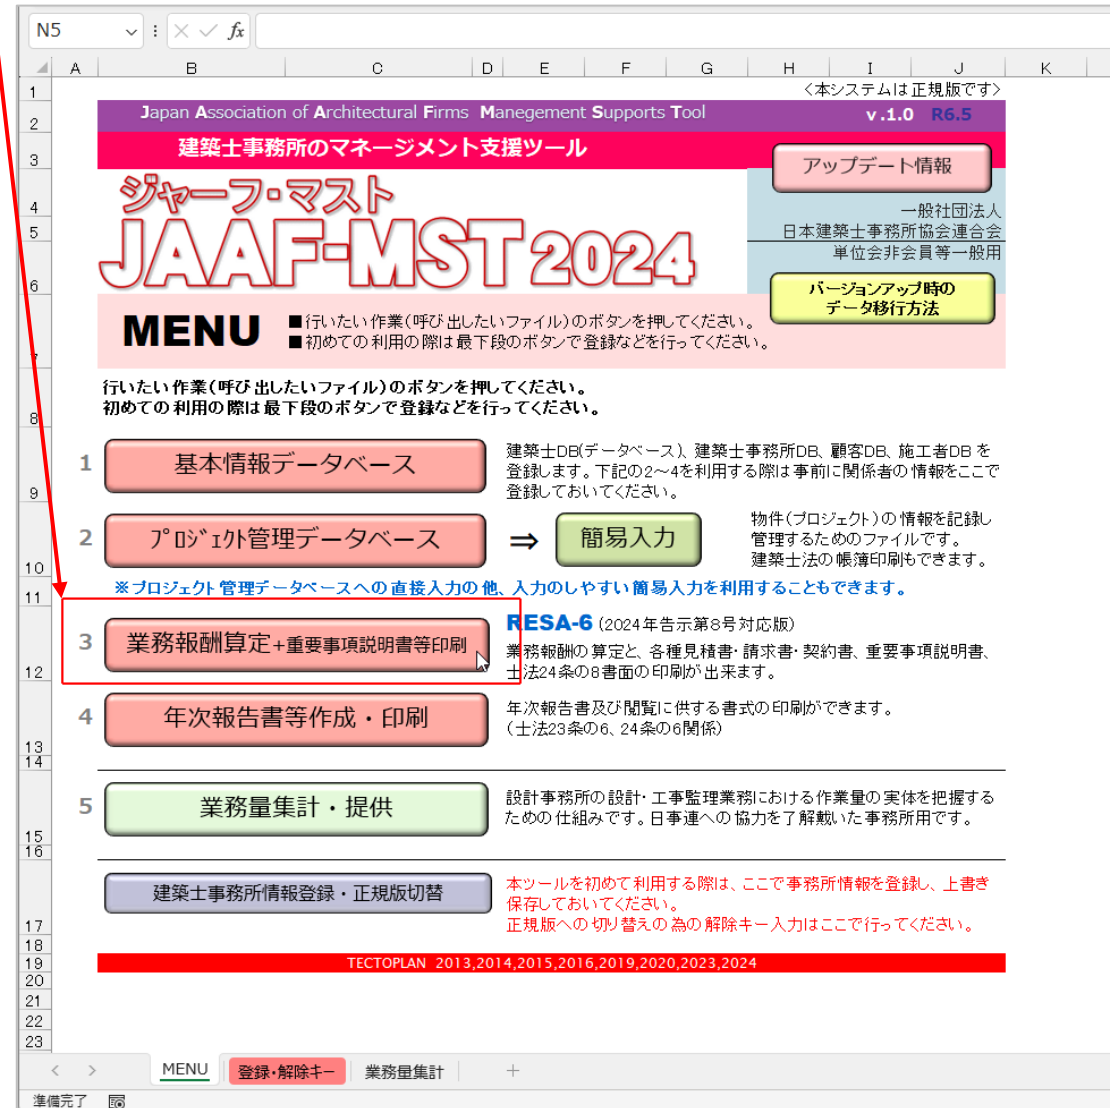 N5
fx
A B C D E F G H I J K
1 〈本システムは正規版です〉
2 Japan Association of Architectural Firms Manegement Supports Tool v.1.0 R6.5
3 建築士事務所のマネージメント支援ツール
アップデート情報
ジャーフ・マスト
4 一般社団法人
5 JAAF-MST 2024 日本建築士事務所協会連合会
単位会非会員等一般用
6 バージョンアップ時の
データ移行方法
MENU ■行いたい作業(呼び出したいファイル)のボタンを押してください。
■初めての利用の際は最下段のボタンで登録などを行ってください。
7
行いたい作業(呼び出したいファイル)のボタンを押してください。
初めての利用の際は最下段のボタンで登録などを行ってください。
8
1 基本情報データベース 建築士DB(データベース)、建築士事務所DB、顧客DB、施工者DB を
登録します。下記の2～4を利用する際は事前に関係者の情報をここで
登録しておいてください。
9
2 ﾌﾟﾛｼﾞｪｸﾄ管理データベース ⇒ 簡易入力 物件(プロジェクト)の情報を記録し
管理するためのファイルです。
建築士法の帳簿印刷もできます。
10
11 ※プロジェクト管理データベースへの直接入力の他、入力のしやすい簡易入力を利用することもできます。
RESA-6 (2024年告示第8号対応版)
3 業務報酬算定+重要事項説明書等印刷 業務報酬の算定と、各種見積書・請求書・契約書、重要事項説明書、
士法24条の8書面の印刷が出来ます。
12
4 年次報告書等作成・印刷 年次報告書及び閲覧に供する書式の印刷ができます。
(士法23条の6、24条の6関係)
13
14
5 業務量集計・提供 設計事務所の設計・工事監理業務における作業量の実体を把握する
ための仕組みです。日事連への協力を了解戴いた事務所用です。
15
16
建築士事務所情報登録・正規版切替 本ツールを初めて利用する際は、ここで事務所情報を登録し、上書き
保存しておいてください。
正規版への切り替えの為の解除キー入力はここで行ってください。
17
18
19 TECTOPLAN 2013,2014,2015,2016,2019,2020,2023,2024
20
21
22
23
MENU 登録・解除キー 業務量集計 +
準備完了